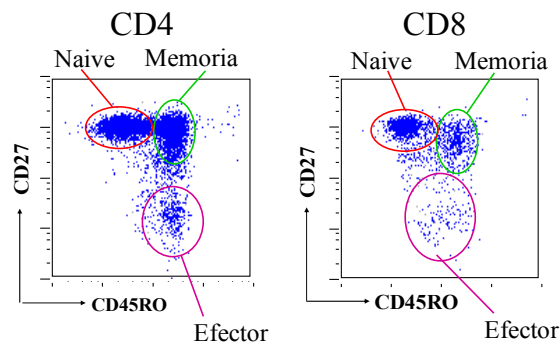 CD4
Naive
Memoria
CD27
CD45RO
Efector
CD8
Naive
Memoria
CD27
CD45RO
Efector